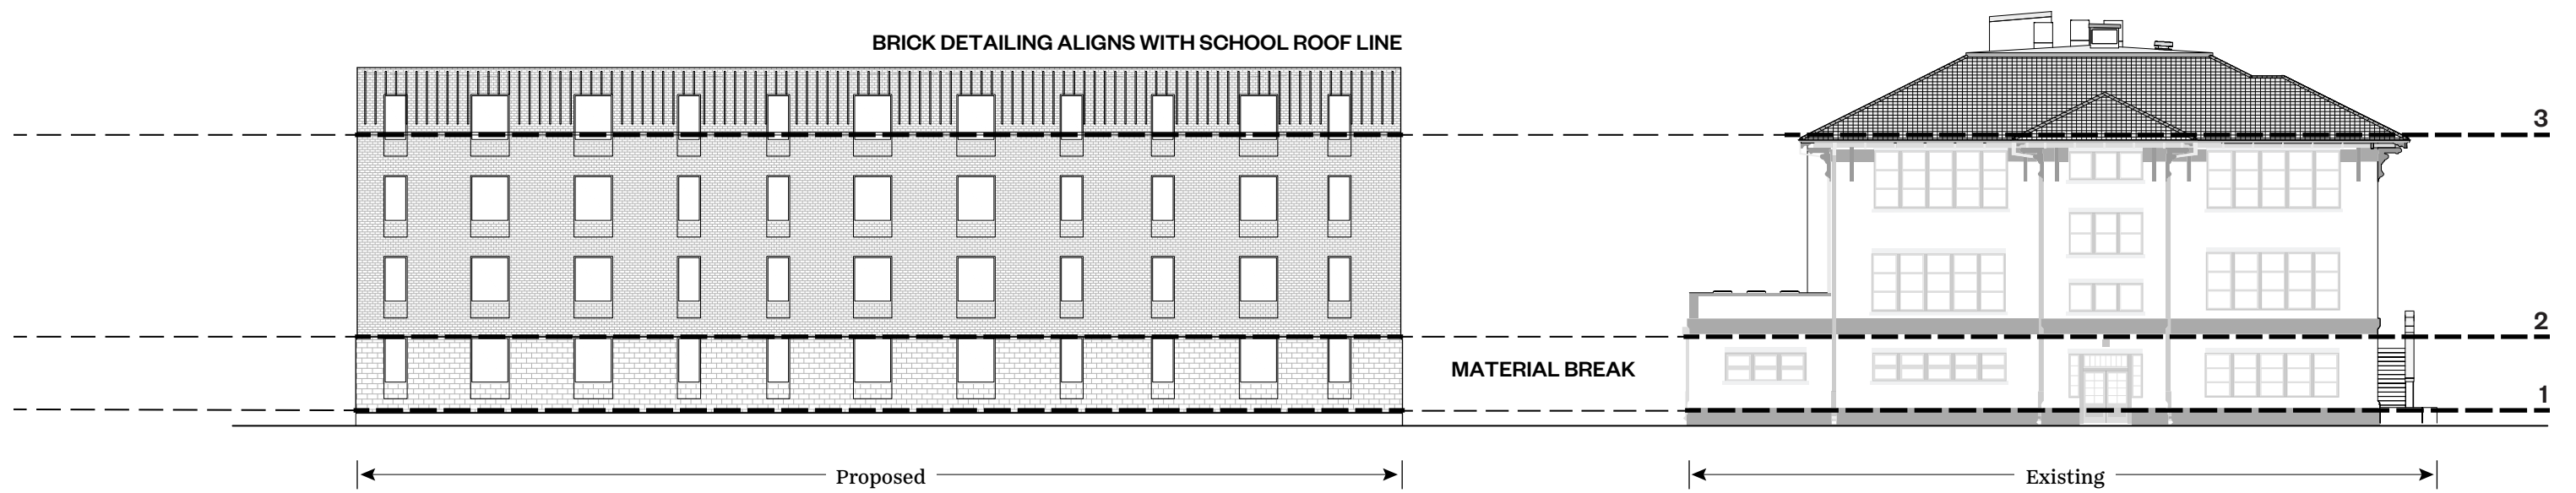 BRICK DETAILING ALIGNS WITH SCHOOL ROOF LINE
3
2
MATERIAL BREAK
1
Proposed
Existing